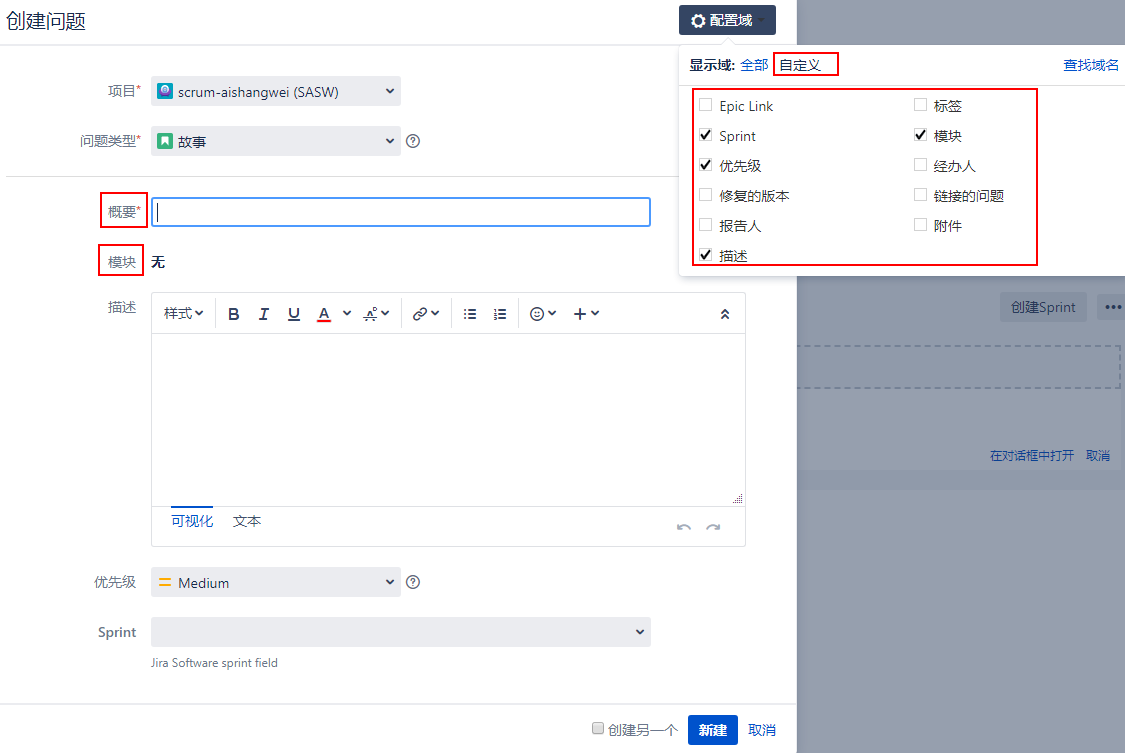 创建问题
配置域
显示域: 全部 自定义 查找域名
Epic Link 标签
Sprint 模块
优先级 经办人
修复的版本 链接的问题
报告人 附件
描述
项目* scrum-aishangwei (SASW)
问题类型* 故事
概要*
模块 无
描述 样式 B I U A
可视化 文本
优先级 Medium
Sprint
Jira Software sprint field
创建另一个 新建 取消
创建Sprint
在对话框中打开 取消